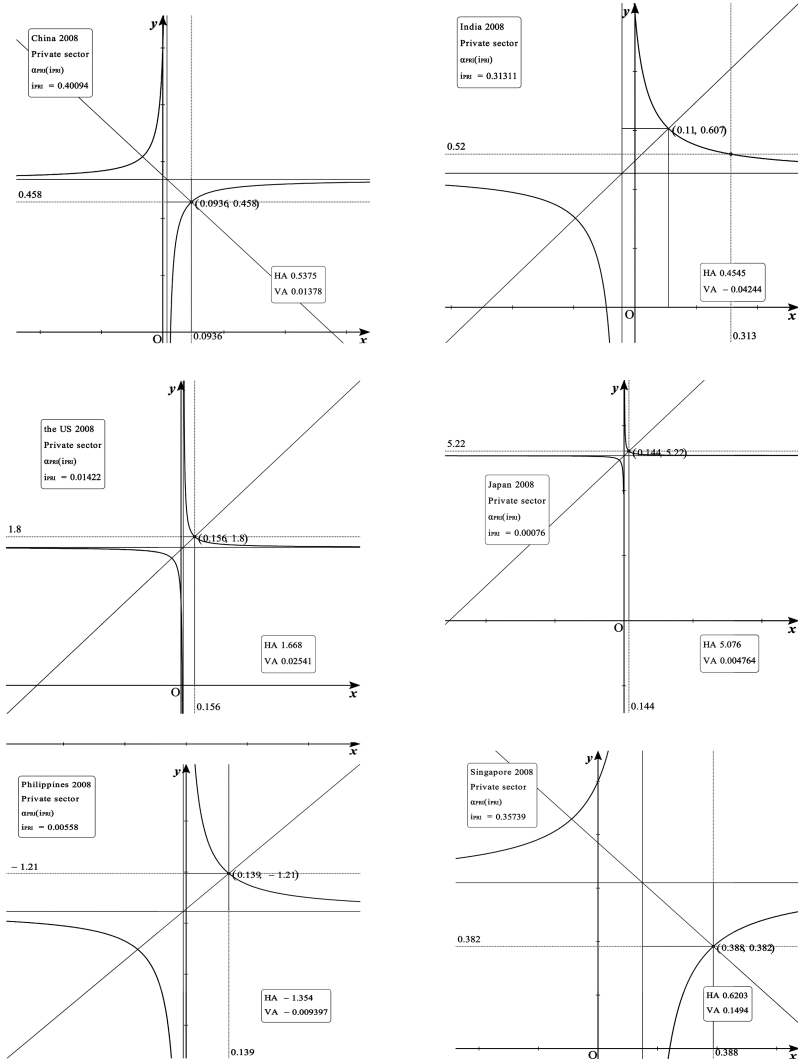 y
China 2008
Private sector
αPRI(iPRI)
iPRI = 0.40094
0.458
(0.0936, 0.458)
HA 0.5375
VA 0.01378
O
0.0936
x
y
India 2008
Private sector
αPRI(iPRI)
iPRI = 0.31311
(0.11, 0.607)
0.52
HA 0.4545
VA − 0.04244
O
x
0.313
y
the US 2008
Private sector
αPRI(iPRI)
iPRI = 0.01422
1.8
(0.156, 1.8)
HA 1.668
VA 0.02541
O
x
0.156
y
5.22
(0.144, 5.22)
Japan 2008
Private sector
αPRI(iPRI)
iPRI = 0.00076
O
x
HA 5.076
VA 0.004764
0.144
x
y
Philippines 2008
Private sector
αPRI(iPRI)
iPRI = 0.00558
− 1.21
(0.139, − 1.21)
HA − 1.354
VA − 0.009397
0.139
y
Singapore 2008
Private sector
αPRI(iPRI)
iPRI = 0.35739
0.382
(0.388, 0.382)
HA 0.6203
VA 0.1494
O
0.388
x